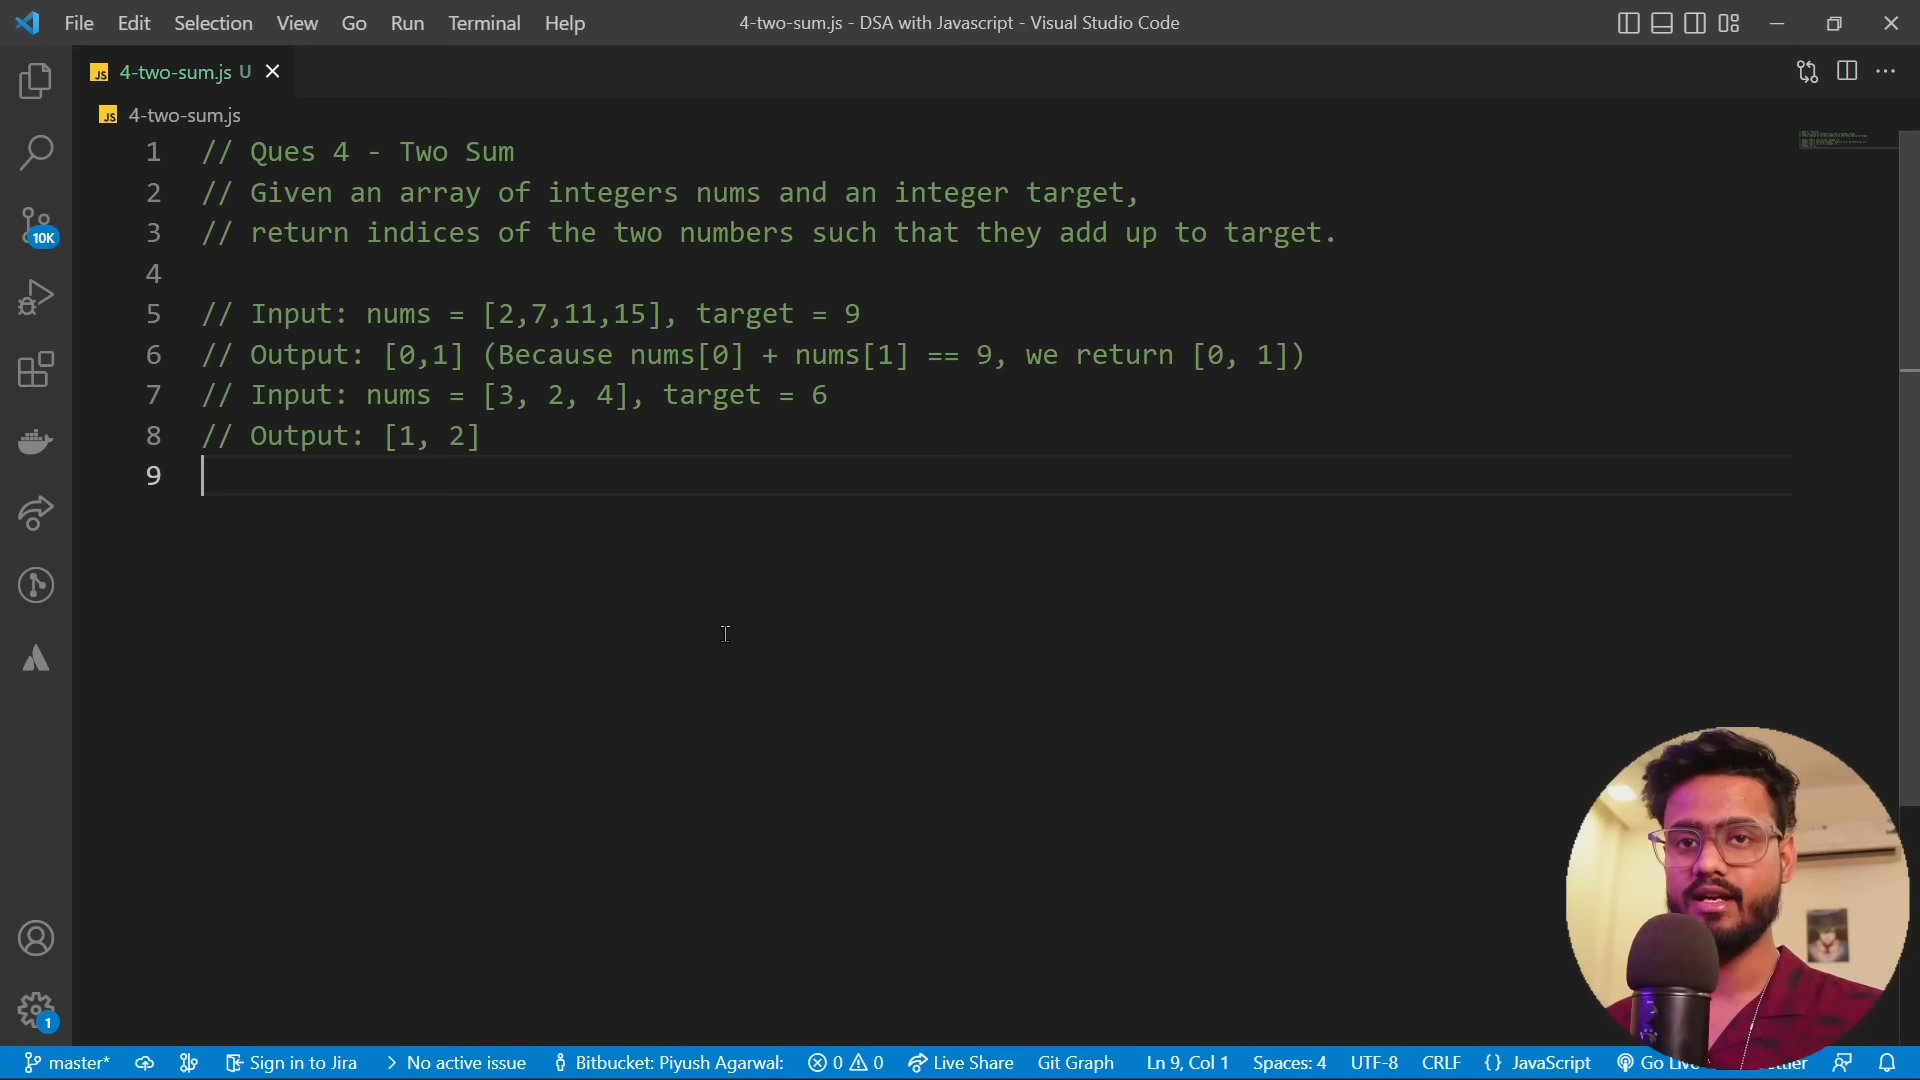 File Edit Selection View Go Run Terminal Help
4-two-sum.js - DSA with Javascript - Visual Studio Code
JS 4-two-sum.js U
JS 4-two-sum.js
1 // Ques 4 - Two Sum
2 // Given an array of integers nums and an integer target,
3 // return indices of the two numbers such that they add up to target.
4
5 // Input: nums = [2,7,11,15], target = 9
6 // Output: [0,1] (Because nums[0] + nums[1] == 9, we return [0, 1])
7 // Input: nums = [3, 2, 4], target = 6
8 // Output: [1, 2]
9
10K
1
master* Sign in to Jira No active issue Bitbucket: Piyush Agarwal: 0 0 Live Share Git Graph Ln 9, Col 1 Spaces: 4 UTF-8 CRLF { } JavaScript Go